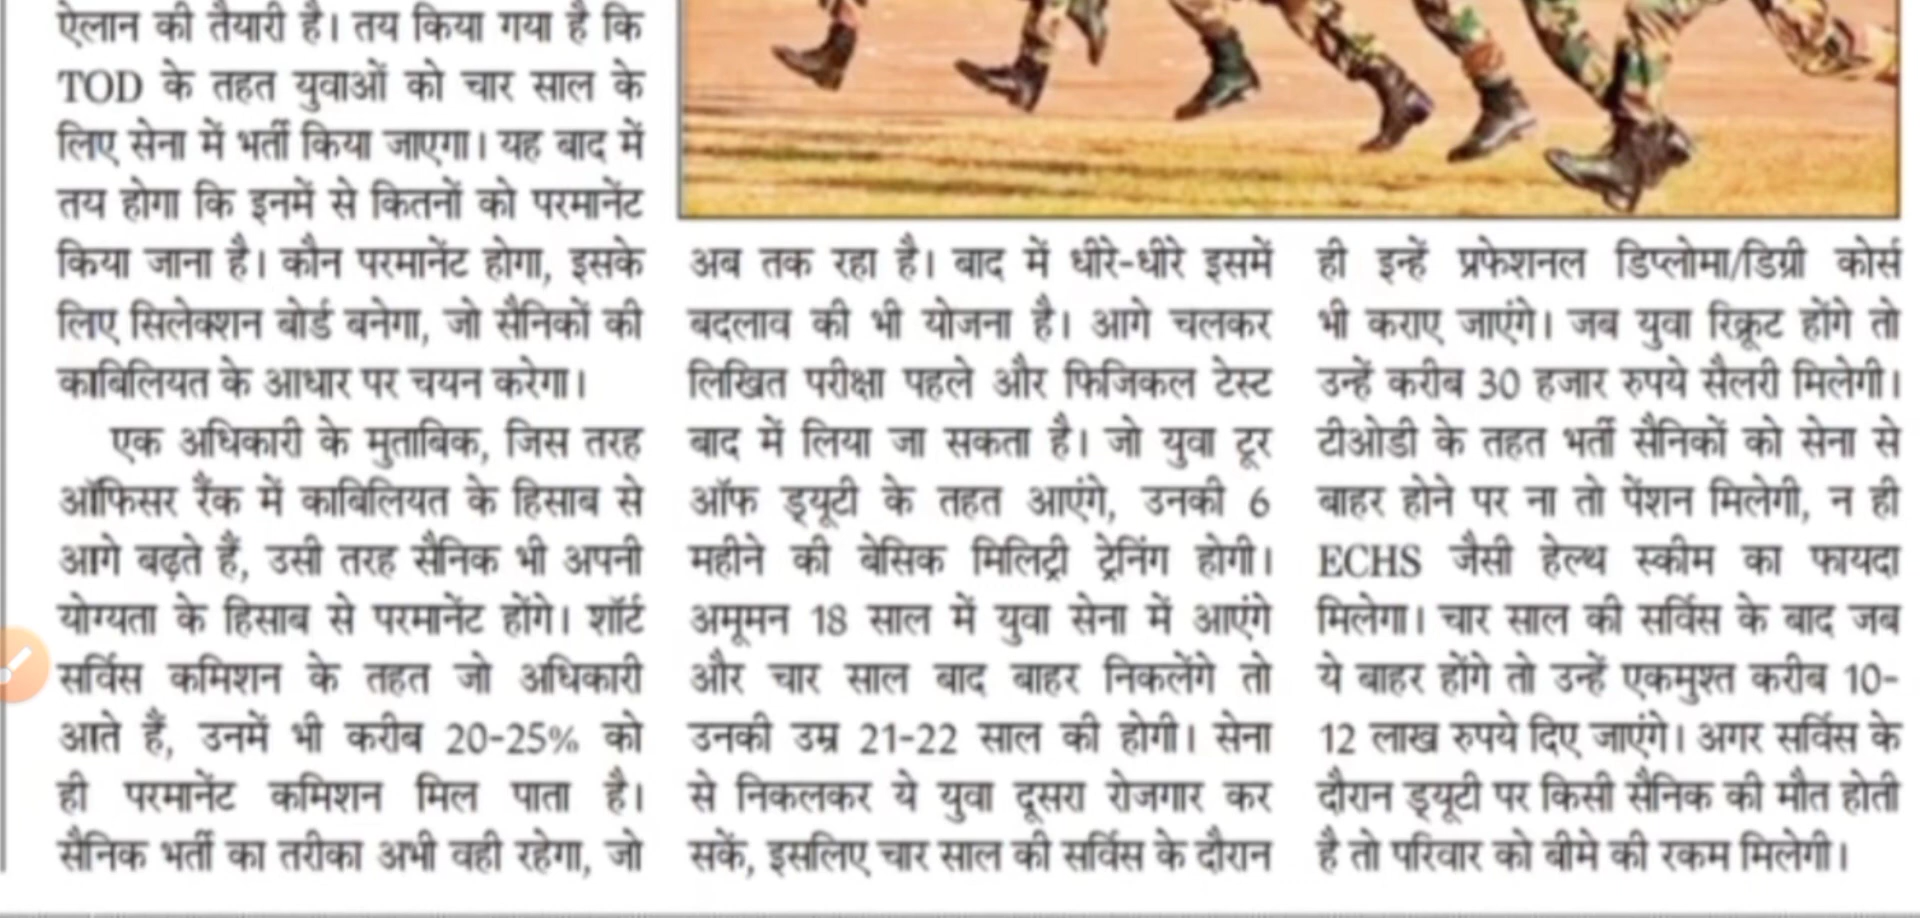 ऐलान की तैयारी है। तय किया गया है कि
TOD के तहत युवाओं को चार साल के
लिए सेना में भर्ती किया जाएगा। यह बाद में
तय होगा कि इनमें से कितनों को परमानेंट
किया जाना है। कौन परमानेंट होगा, इसके
लिए सिलेक्शन बोर्ड बनेगा, जो सैनिकों की
काबिलियत के आधार पर चयन करेगा।
एक अधिकारी के मुताबिक, जिस तरह
ऑफिसर रैंक में काबिलियत के हिसाब से
आगे बढ़ते हैं, उसी तरह सैनिक भी अपनी
योग्यता के हिसाब से परमानेंट होंगे। शॉर्ट
सर्विस कमिशन के तहत जो अधिकारी
आते हैं, उनमें भी करीब 20-25% को
ही परमानेंट कमिशन मिल पाता है।
सैनिक भर्ती का तरीका अभी वही रहेगा, जो
अब तक रहा है। बाद में धीरे-धीरे इसमें
बदलाव की भी योजना है। आगे चलकर
लिखित परीक्षा पहले और फिजिकल टेस्ट
बाद में लिया जा सकता है। जो युवा टूर
ऑफ ड्यूटी के तहत आएंगे, उनकी 6
महीने की बेसिक मिलिट्री ट्रेनिंग होगी।
अमूमन 18 साल में युवा सेना में आएंगे
और चार साल बाद बाहर निकलेंगे तो
उनकी उम्र 21-22 साल की होगी। सेना
से निकलकर ये युवा दूसरा रोजगार कर
सकें, इसलिए चार साल की सर्विस के दौरान
ही इन्हें प्रफेशनल डिप्लोमा/डिग्री कोर्स
भी कराए जाएंगे। जब युवा रिक्रूट होंगे तो
उन्हें करीब 30 हजार रुपये सैलरी मिलेगी।
टीओडी के तहत भर्ती सैनिकों को सेना से
बाहर होने पर ना तो पेंशन मिलेगी, न ही
ECHS जैसी हेल्थ स्कीम का फायदा
मिलेगा। चार साल की सर्विस के बाद जब
ये बाहर होंगे तो उन्हें एकमुश्त करीब 10-
12 लाख रुपये दिए जाएंगे। अगर सर्विस के
दौरान ड्यूटी पर किसी सैनिक की मौत होती
है तो परिवार को बीमे की रकम मिलेगी।